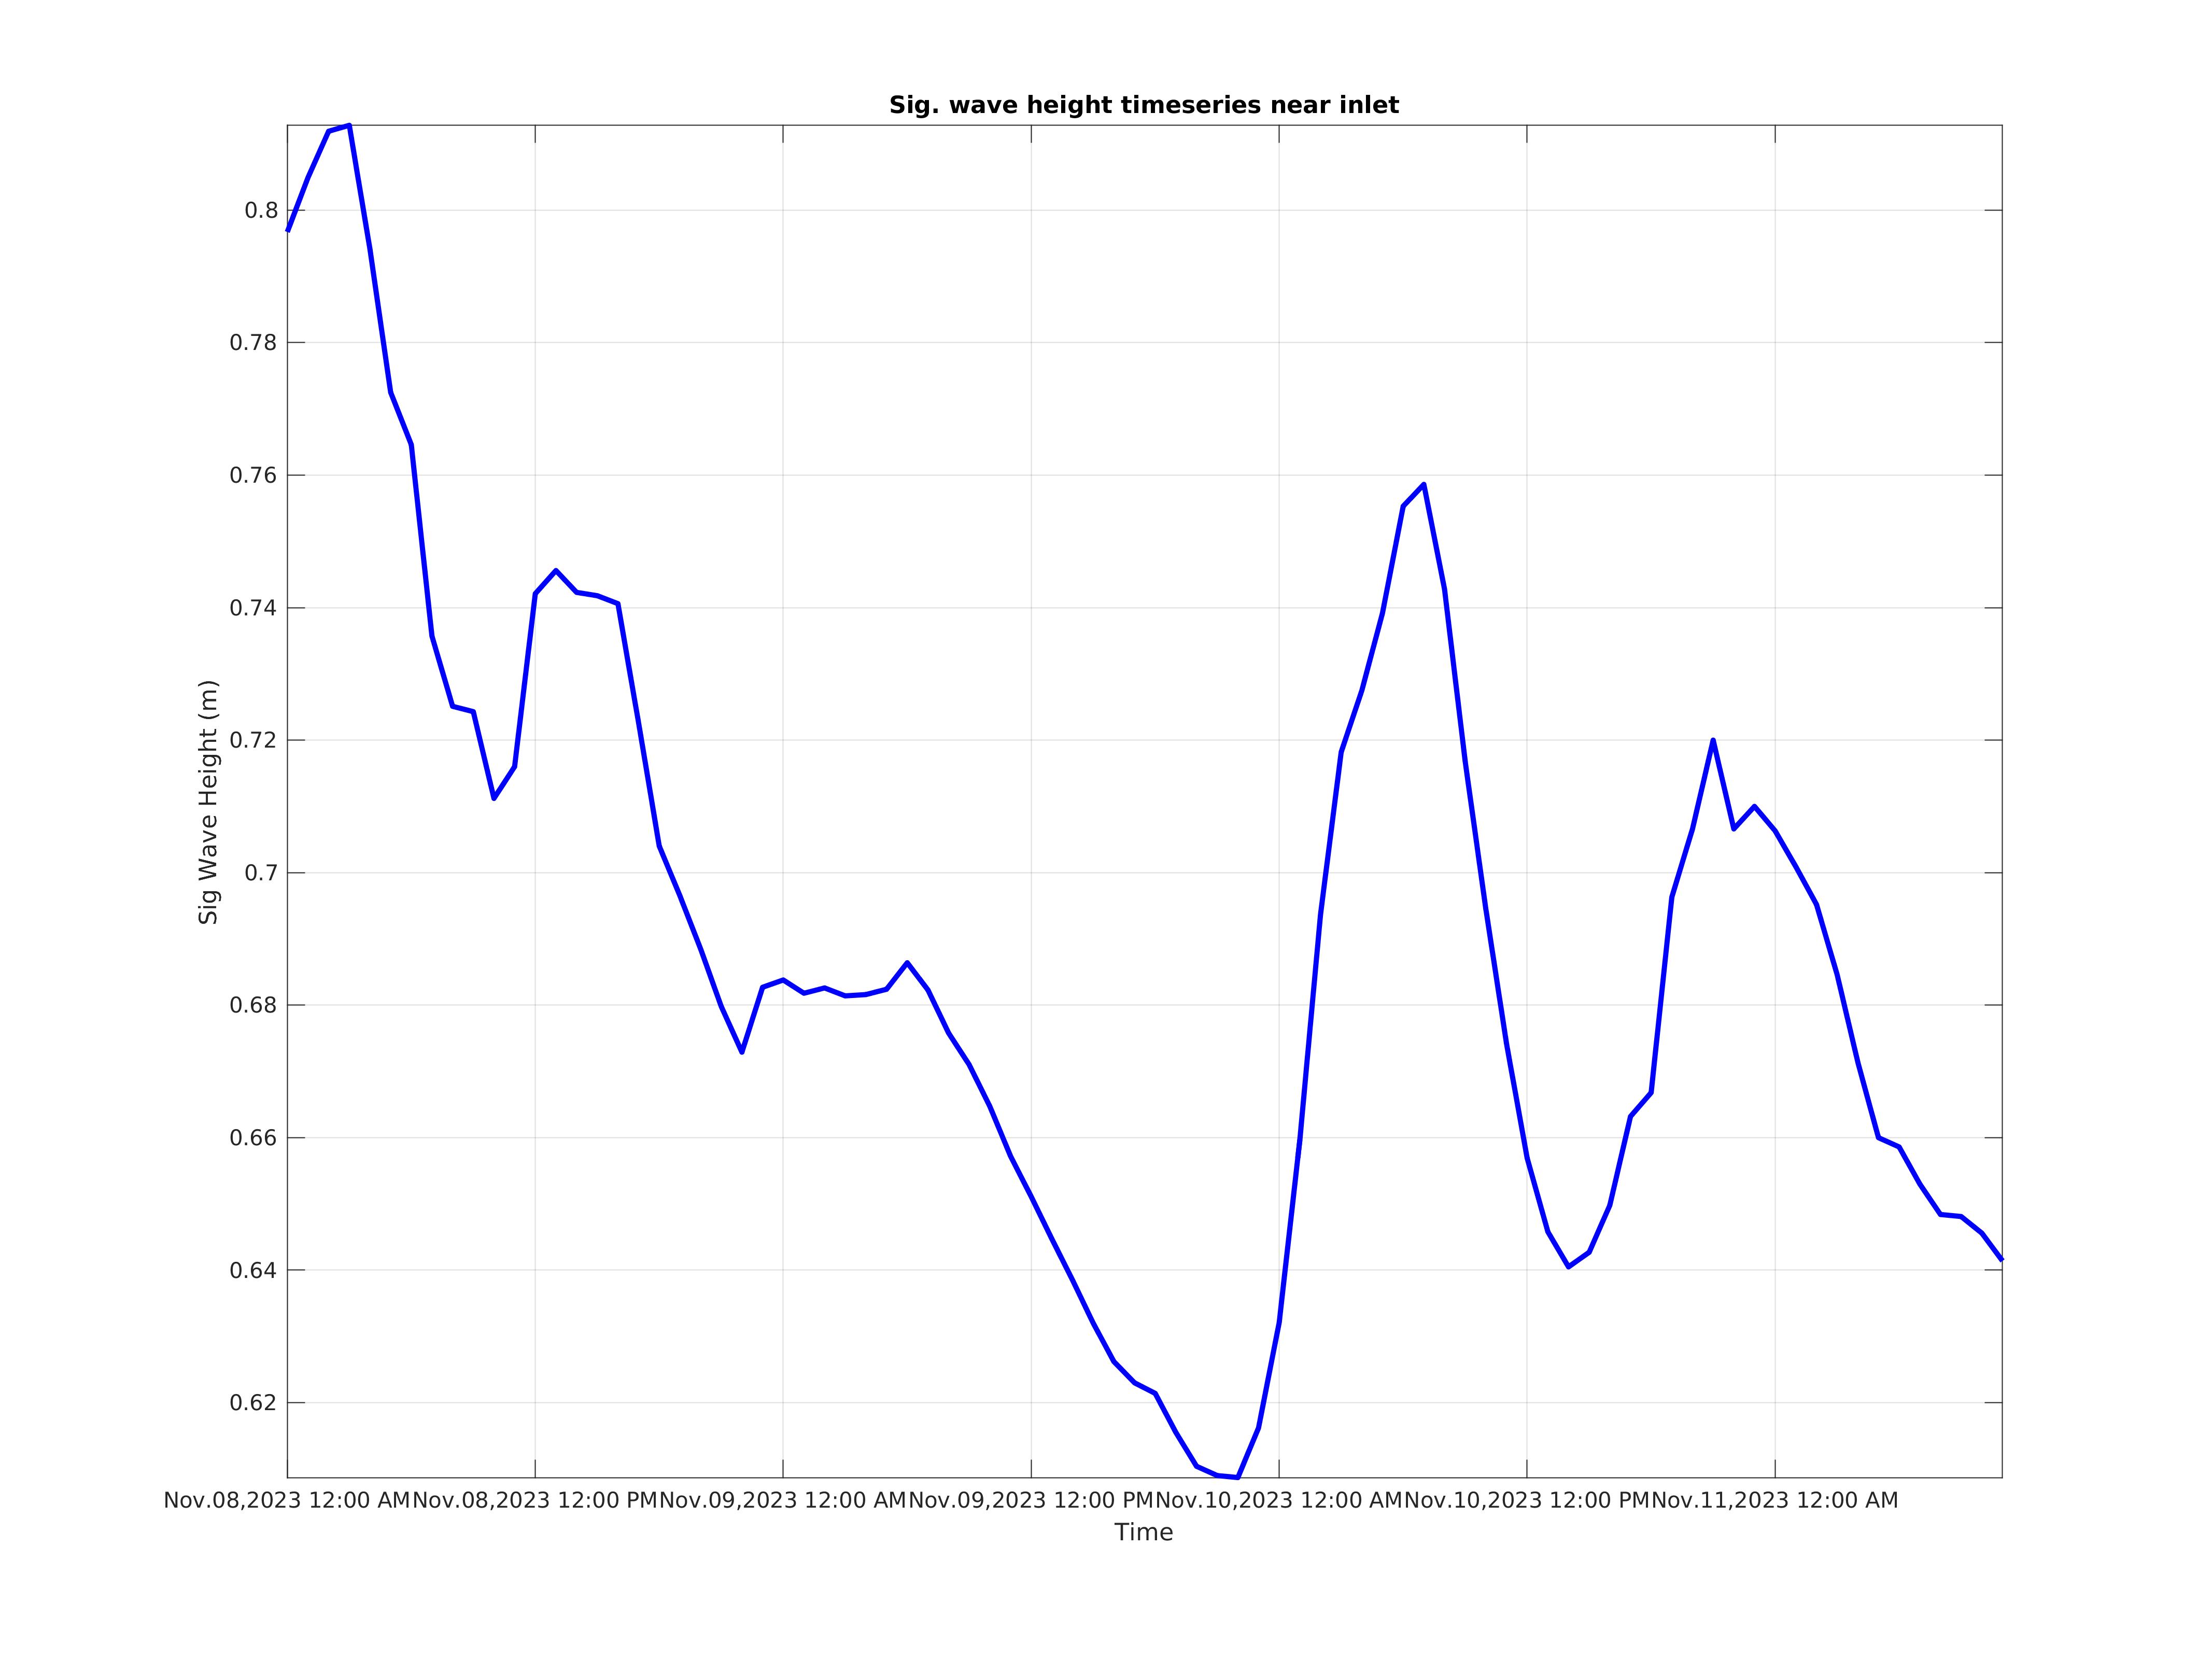 Sig. wave height timeseries near inlet
0.8
0.78
0.76
0.74
0.72
0.7
0.68
0.66
0.64
0.62
Sig Wave Height (m)
Nov.08,2023 12:00 AM Nov.08,2023 12:00 PM Nov.09,2023 12:00 AM Nov.09,2023 12:00 PM Nov.10,2023 12:00 AM Nov.10,2023 12:00 PM Nov.11,2023 12:00 AM
Time